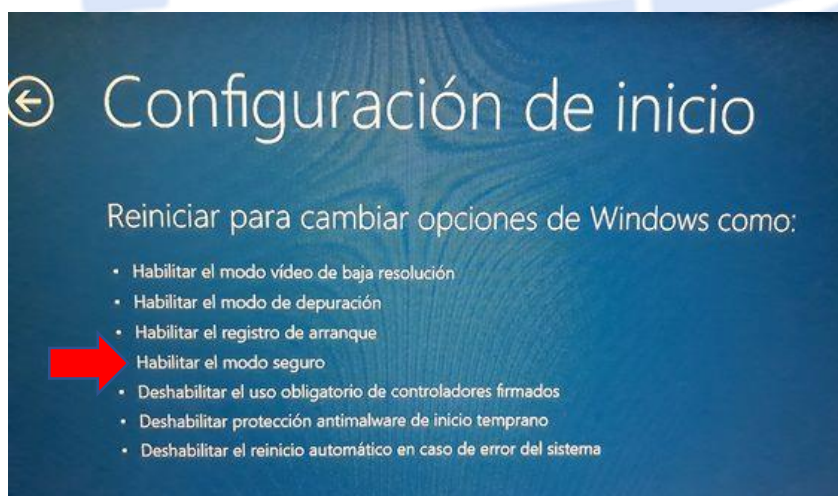 Configuración de inicio
Reiniciar para cambiar opciones de Windows como:
• Habilitar el modo vídeo de baja resolución
• Habilitar el modo de depuración
• Habilitar el registro de arranque
Habilitar el modo seguro
• Deshabilitar el uso obligatorio de controladores firmados
• Deshabilitar protección antimalware de inicio temprano
• Deshabilitar el reinicio automático en caso de error del sistema